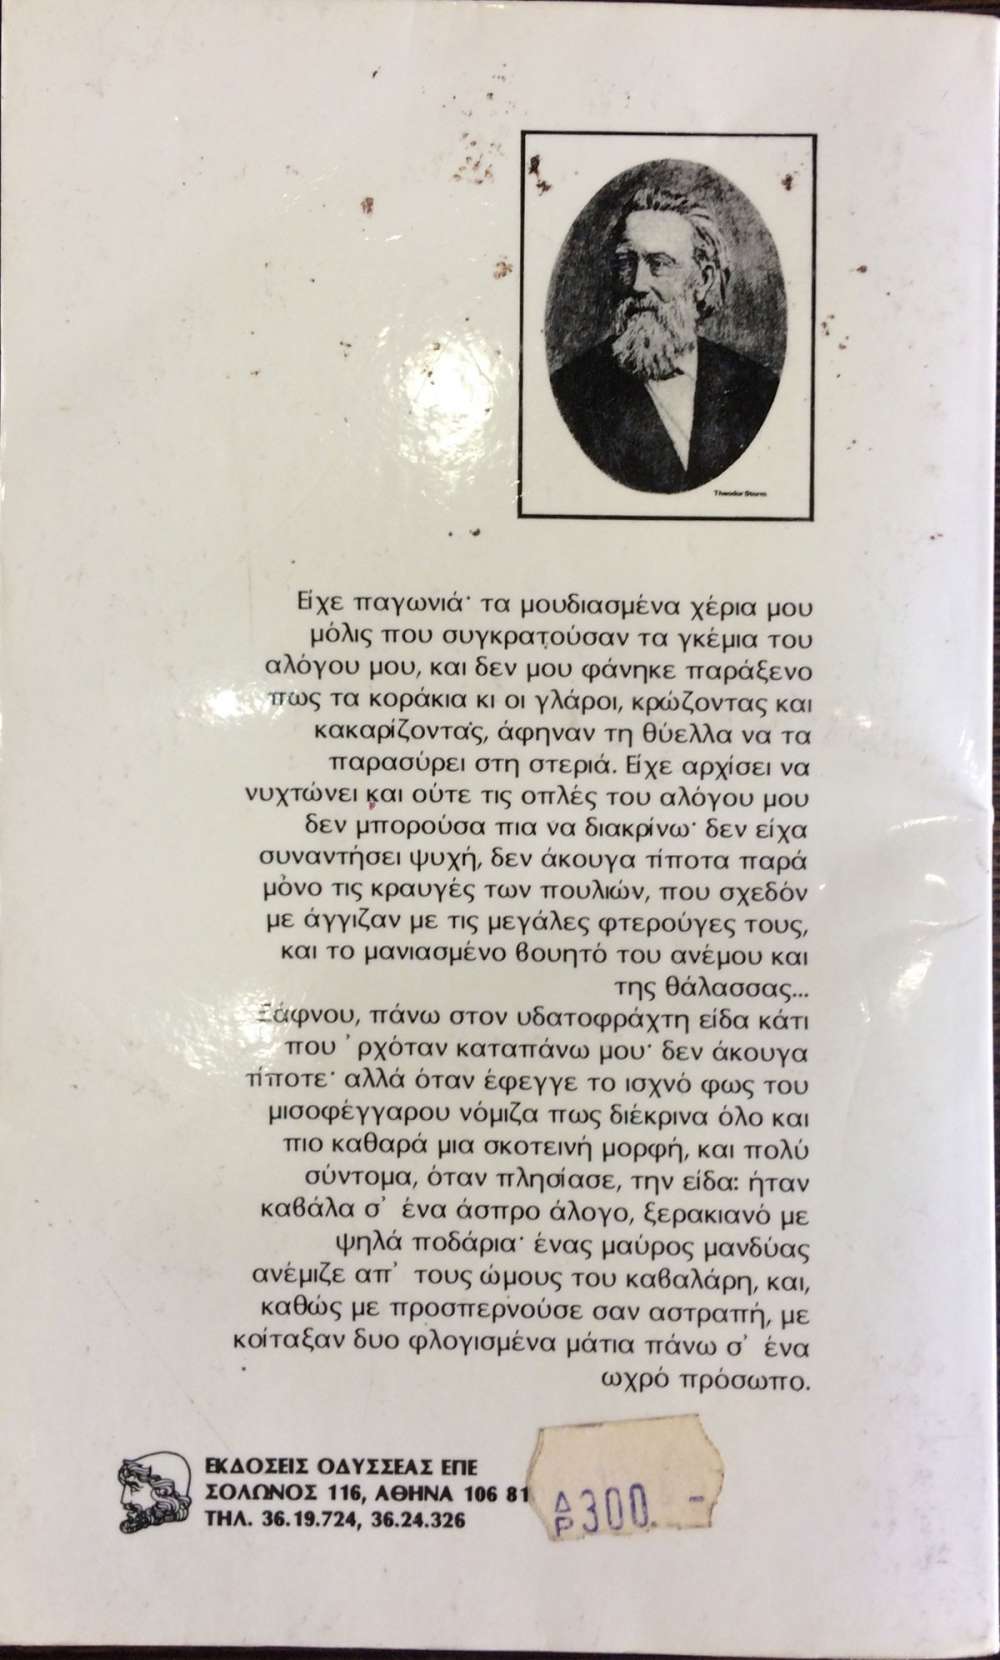 Theodor Storm
Είχε παγωνιά· τα μουδιασμένα χέρια μου
μόλις που συγκρατούσαν τα γκέμια του
αλόγου μου, και δεν μου φάνηκε παράξενο
πως τα κοράκια κι οι γλάροι, κρώζοντας και
κακαρίζοντας, άφηναν τη θύελλα να τα
παρασύρει στη στεριά. Είχε αρχίσει να
νυχτώνει και ούτε τις οπλές του αλόγου μου
δεν μπορούσα πια να διακρίνω· δεν είχα
συναντήσει ψυχή, δεν άκουγα τίποτα παρά
μόνο τις κραυγές των πουλιών, που σχεδόν
με άγγιζαν με τις μεγάλες φτερούγες τους,
και το μανιασμένο βουητό του ανέμου και
της θάλασσας...
Ξάφνου, πάνω στον υδατοφράχτη είδα κάτι
που ' ρχόταν καταπάνω μου· δεν άκουγα
τίποτε· αλλά όταν έφεγγε το ισχνό φως του
μισοφέγγαρου νόμιζα πως διέκρινα όλο και
πιο καθαρά μια σκοτεινή μορφή, και πολύ
σύντομα, όταν πλησίασε, την είδα: ήταν
καβάλα σ' ένα άσπρο άλογο, ξερακιανό με
ψηλά ποδάρια· ένας μαύρος μανδύας
ανέμιζε απ' τους ώμους του καβαλάρη, και,
καθώς με προσπερνούσε σαν αστραπή, με
κοίταξαν δυο φλογισμένα μάτια πάνω σ' ένα
ωχρό πρόσωπο.
ΕΚΔΟΣΕΙΣ ΟΔΥΣΣΕΑΣ ΕΠΕ
ΣΟΛΩΝΟΣ 116, ΑΘΗΝΑ 106 81
ΤΗΛ. 36.19.724, 36.24.326
ΔΡ 300.-